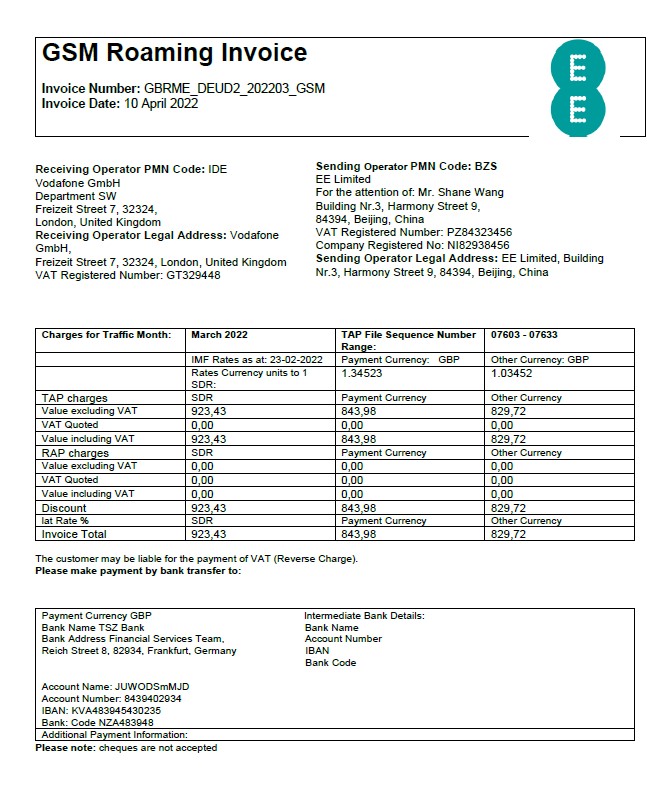 GSM Roaming Invoice
Invoice Number: GBRME_DEUD2_202203_GSM
Invoice Date: 10 April 2022
E
E
Receiving Operator PMN Code: IDE
Vodafone GmbH
Department SW
Freizeit Street 7, 32324,
London, United Kingdom
Receiving Operator Legal Address: Vodafone
GmbH,
Freizeit Street 7, 32324, London, United Kingdom
VAT Registered Number: GT329448
Sending Operator PMN Code: BZS
EE Limited
For the attention of: Mr. Shane Wang
Building Nr.3, Harmony Street 9,
84394, Beijing, China
VAT Registered Number: PZ84323456
Company Registered No: NI82938456
Sending Operator Legal Address: EE Limited, Building
Nr.3, Harmony Street 9, 84394, Beijing, China
Charges for Traffic Month: March 2022 TAP File Sequence Number Range: 07603 - 07633
IMF Rates as at: 23-02-2022 Payment Currency: GBP Other Currency: GBP
Rates Currency units to 1 SDR: 1.34523 1.03452
TAP charges SDR Payment Currency Other Currency
Value excluding VAT 923,43 843,98 829,72
VAT Quoted 0,00 0,00 0,00
Value including VAT 923,43 843,98 829,72
RAP charges SDR Payment Currency Other Currency
Value excluding VAT 0,00 0,00 0,00
VAT Quoted 0,00 0,00 0,00
Value including VAT 0,00 0,00 0,00
Discount 923,43 843,98 829,72
lat Rate % SDR Payment Currency Other Currency
Invoice Total 923,43 843,98 829,72
The customer may be liable for the payment of VAT (Reverse Charge).
Please make payment by bank transfer to:
Payment Currency GBP
Bank Name TSZ Bank
Bank Address Financial Services Team,
Reich Street 8, 82934, Frankfurt, Germany
Intermediate Bank Details:
Bank Name
Account Number
IBAN
Bank Code
Account Name: JUWODSmMJD
Account Number: 8439402934
IBAN: KVA483945430235
Bank: Code NZA483948
Additional Payment Information:
Please note: cheques are not accepted